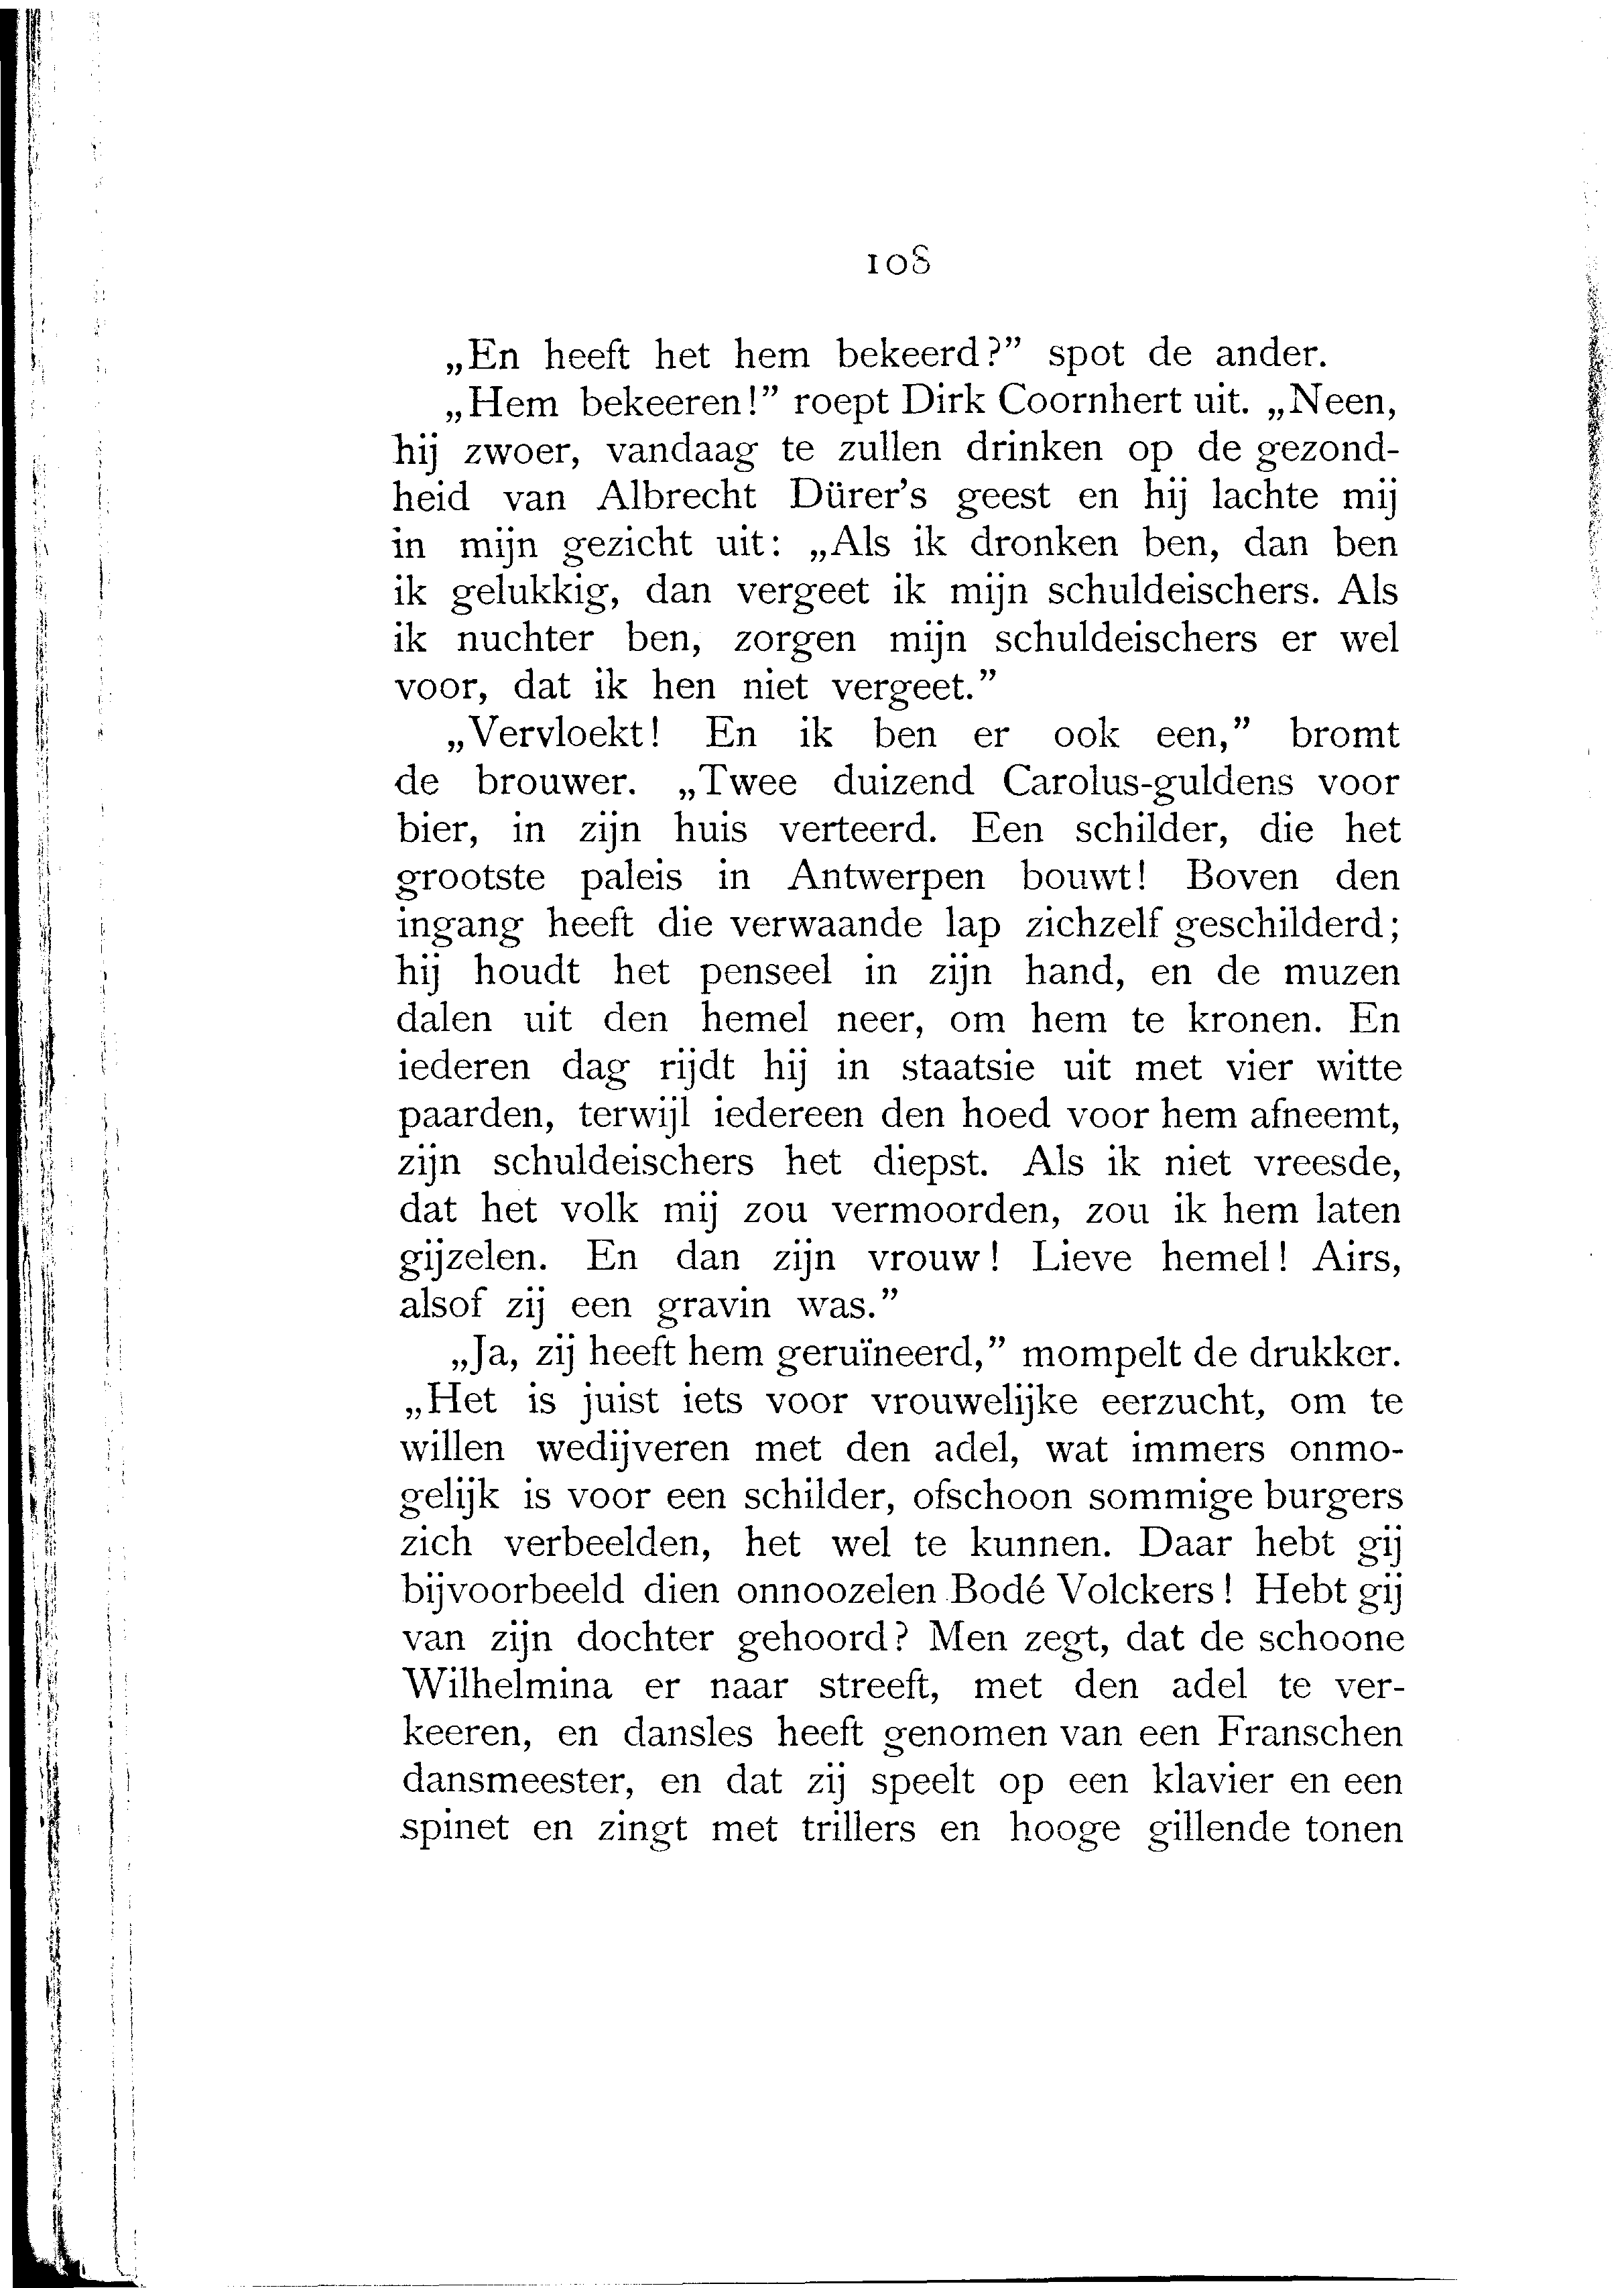 108
„En heeft het hem bekeerd?” spot de ander.
„Hem bekeeren!” roept Dirk Coornhert uit. „Neen,
hij zwoer, vandaag te zullen drinken op de gezond-
heid van Albrecht Dürer’s geest en hij lachte mij
in mijn gezicht uit: „Als ik dronken ben, dan ben
ik gelukkig, dan vergeet ik mijn schuldeischers. Als
ik nuchter ben, zorgen mijn schuldeischers er wel
voor, dat ik hen niet vergeet.”
„Vervloekt! En ik ben er ook een,” bromt
de brouwer. „Twee duizend Carolus-guldens voor
bier, in zijn huis verteerd. Een schilder, die het
grootste paleis in Antwerpen bouwt! Boven den
ingang heeft die verwaande lap zichzelf geschilderd;
hij houdt het penseel in zijn hand, en de muzen
dalen uit den hemel neer, om hem te kronen. En
iederen dag rijdt hij in staatsie uit met vier witte
paarden, terwijl iedereen den hoed voor hem afneemt,
zijn schuldeischers het diepst. Als ik niet vreesde,
dat het volk mij zou vermoorden, zou ik hem laten
gijzelen. En dan zijn vrouw! Lieve hemel! Airs,
alsof zij een gravin was.”
„Ja, zij heeft hem geruïneerd,” mompelt de drukker.
„Het is juist iets voor vrouwelijke eerzucht, om te
willen wedijveren met den adel, wat immers onmo-
gelijk is voor een schilder, ofschoon sommige burgers
zich verbeelden, het wel te kunnen. Daar hebt gij
bijvoorbeeld dien onnoozelen Bodé Volckers! Hebt gij
van zijn dochter gehoord? Men zegt, dat de schoone
Wilhelmina er naar streeft, met den adel te ver-
keeren, en dansles heeft genomen van een Franschen
dansmeester, en dat zij speelt op een klavier en een
spinet en zingt met trillers en hooge gillende tonen